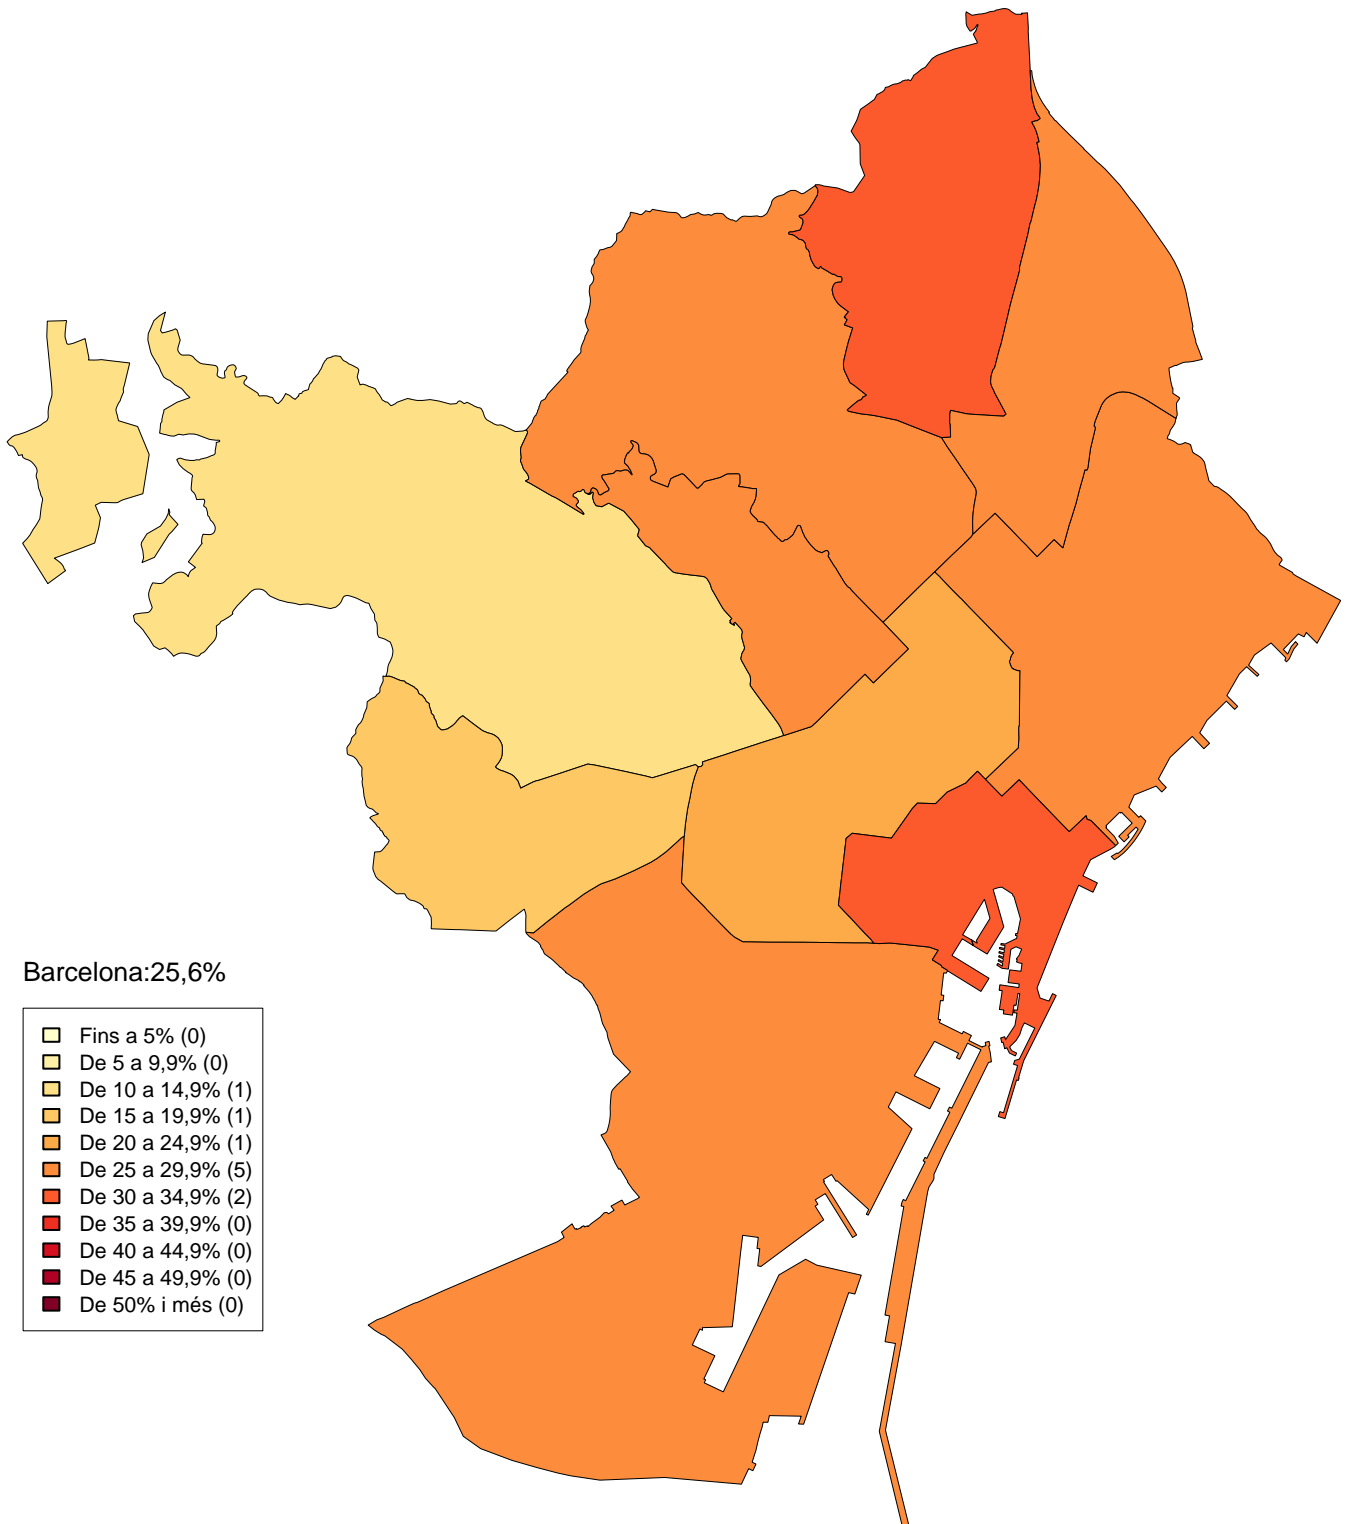 Barcelona:25,6%
Fins a 5% (0)
De 5 a 9,9% (0)
De 10 a 14,9% (1)
De 15 a 19,9% (1)
De 20 a 24,9% (1)
De 25 a 29,9% (5)
De 30 a 34,9% (2)
De 35 a 39,9% (0)
De 40 a 44,9% (0)
De 45 a 49,9% (0)
De 50% i més (0)